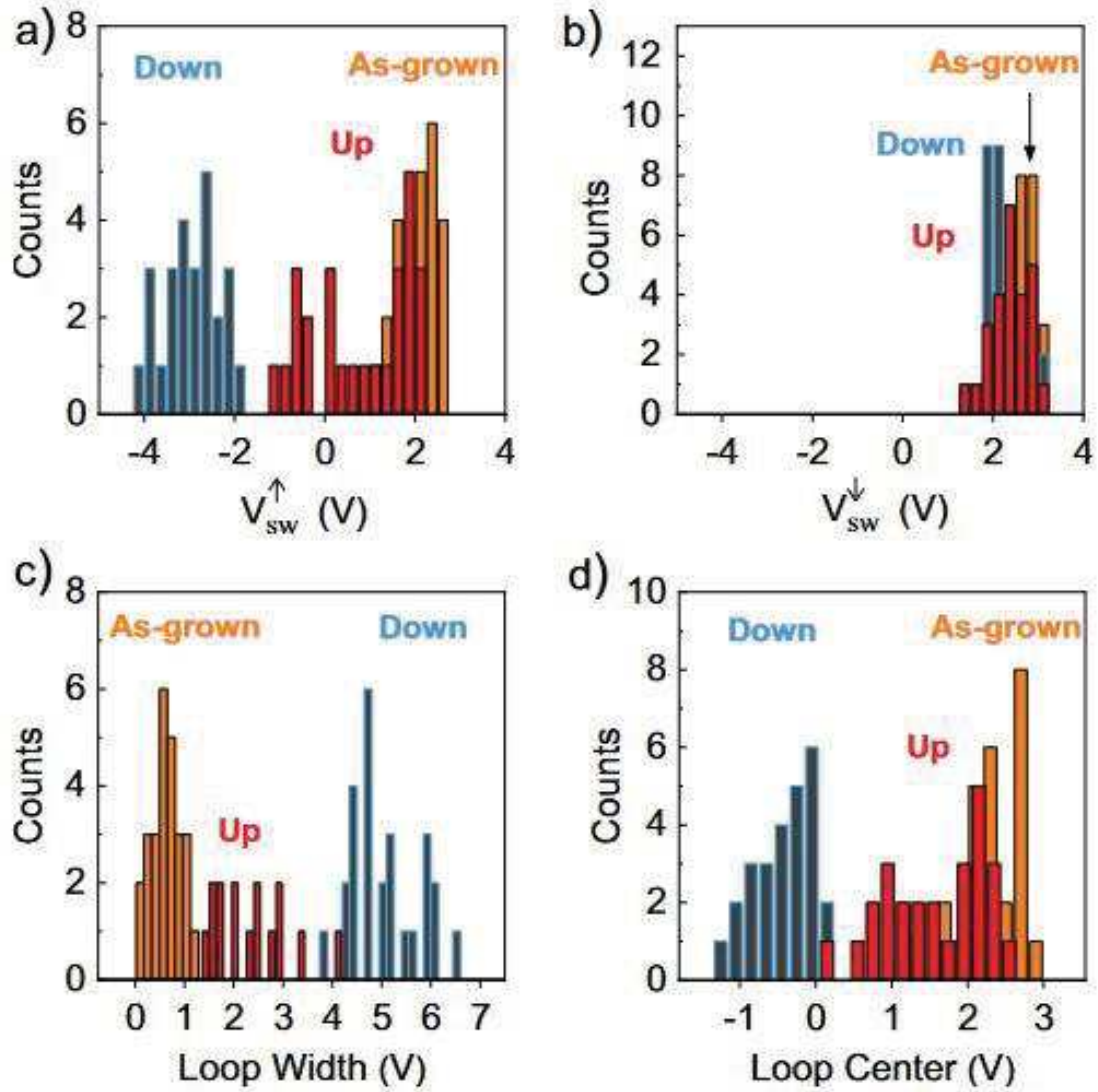 a)
Down
As-grown
Up
Counts
8
6
4
2
0
-4 -2 0 2 4
V↑sw (V)
b)
As-grown
Down
Up
Counts
12
10
8
6
4
2
0
-4 -2 0 2 4
V↓sw (V)
c)
As-grown
Down
Up
Counts
8
6
4
2
0
0 1 2 3 4 5 6 7
Loop Width (V)
d)
Down
As-grown
Up
Counts
10
8
6
4
2
0
-1 0 1 2 3
Loop Center (V)